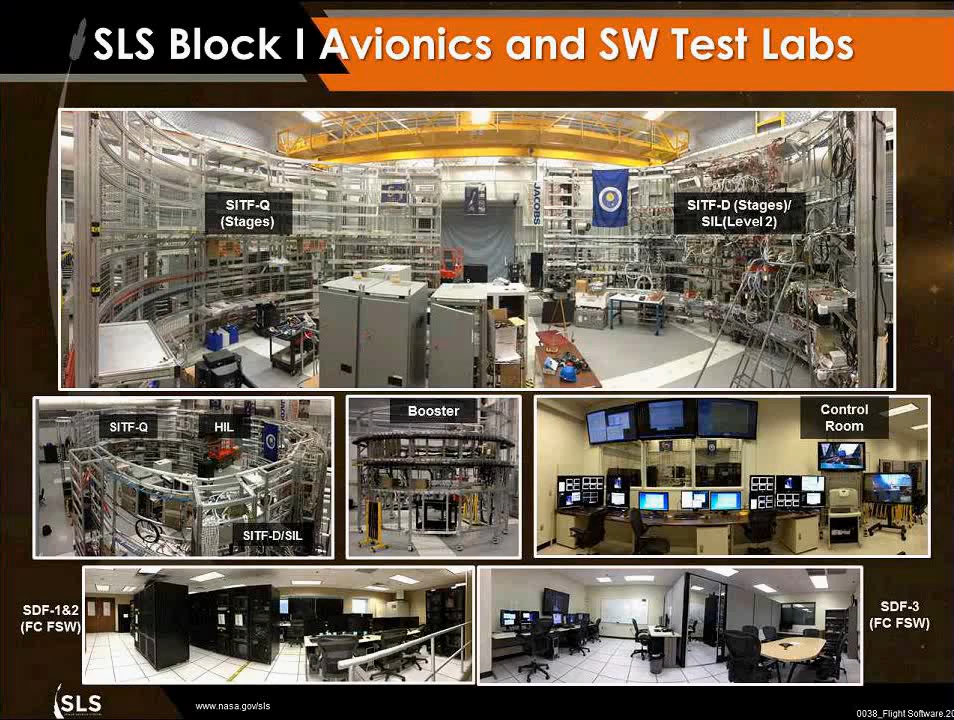 SLS Block I Avionics and SW Test Labs
SITF-Q
(Stages)
JACOBS
SITF-D (Stages)/
SIL(Level 2)
SITF-Q
HIL
SITF-D/SIL
Booster
Control
Room
SDF-1&2
(FC FSW)
SDF-3
(FC FSW)
SLS
www.nasa.gov/sls
0038_Flight Software.20